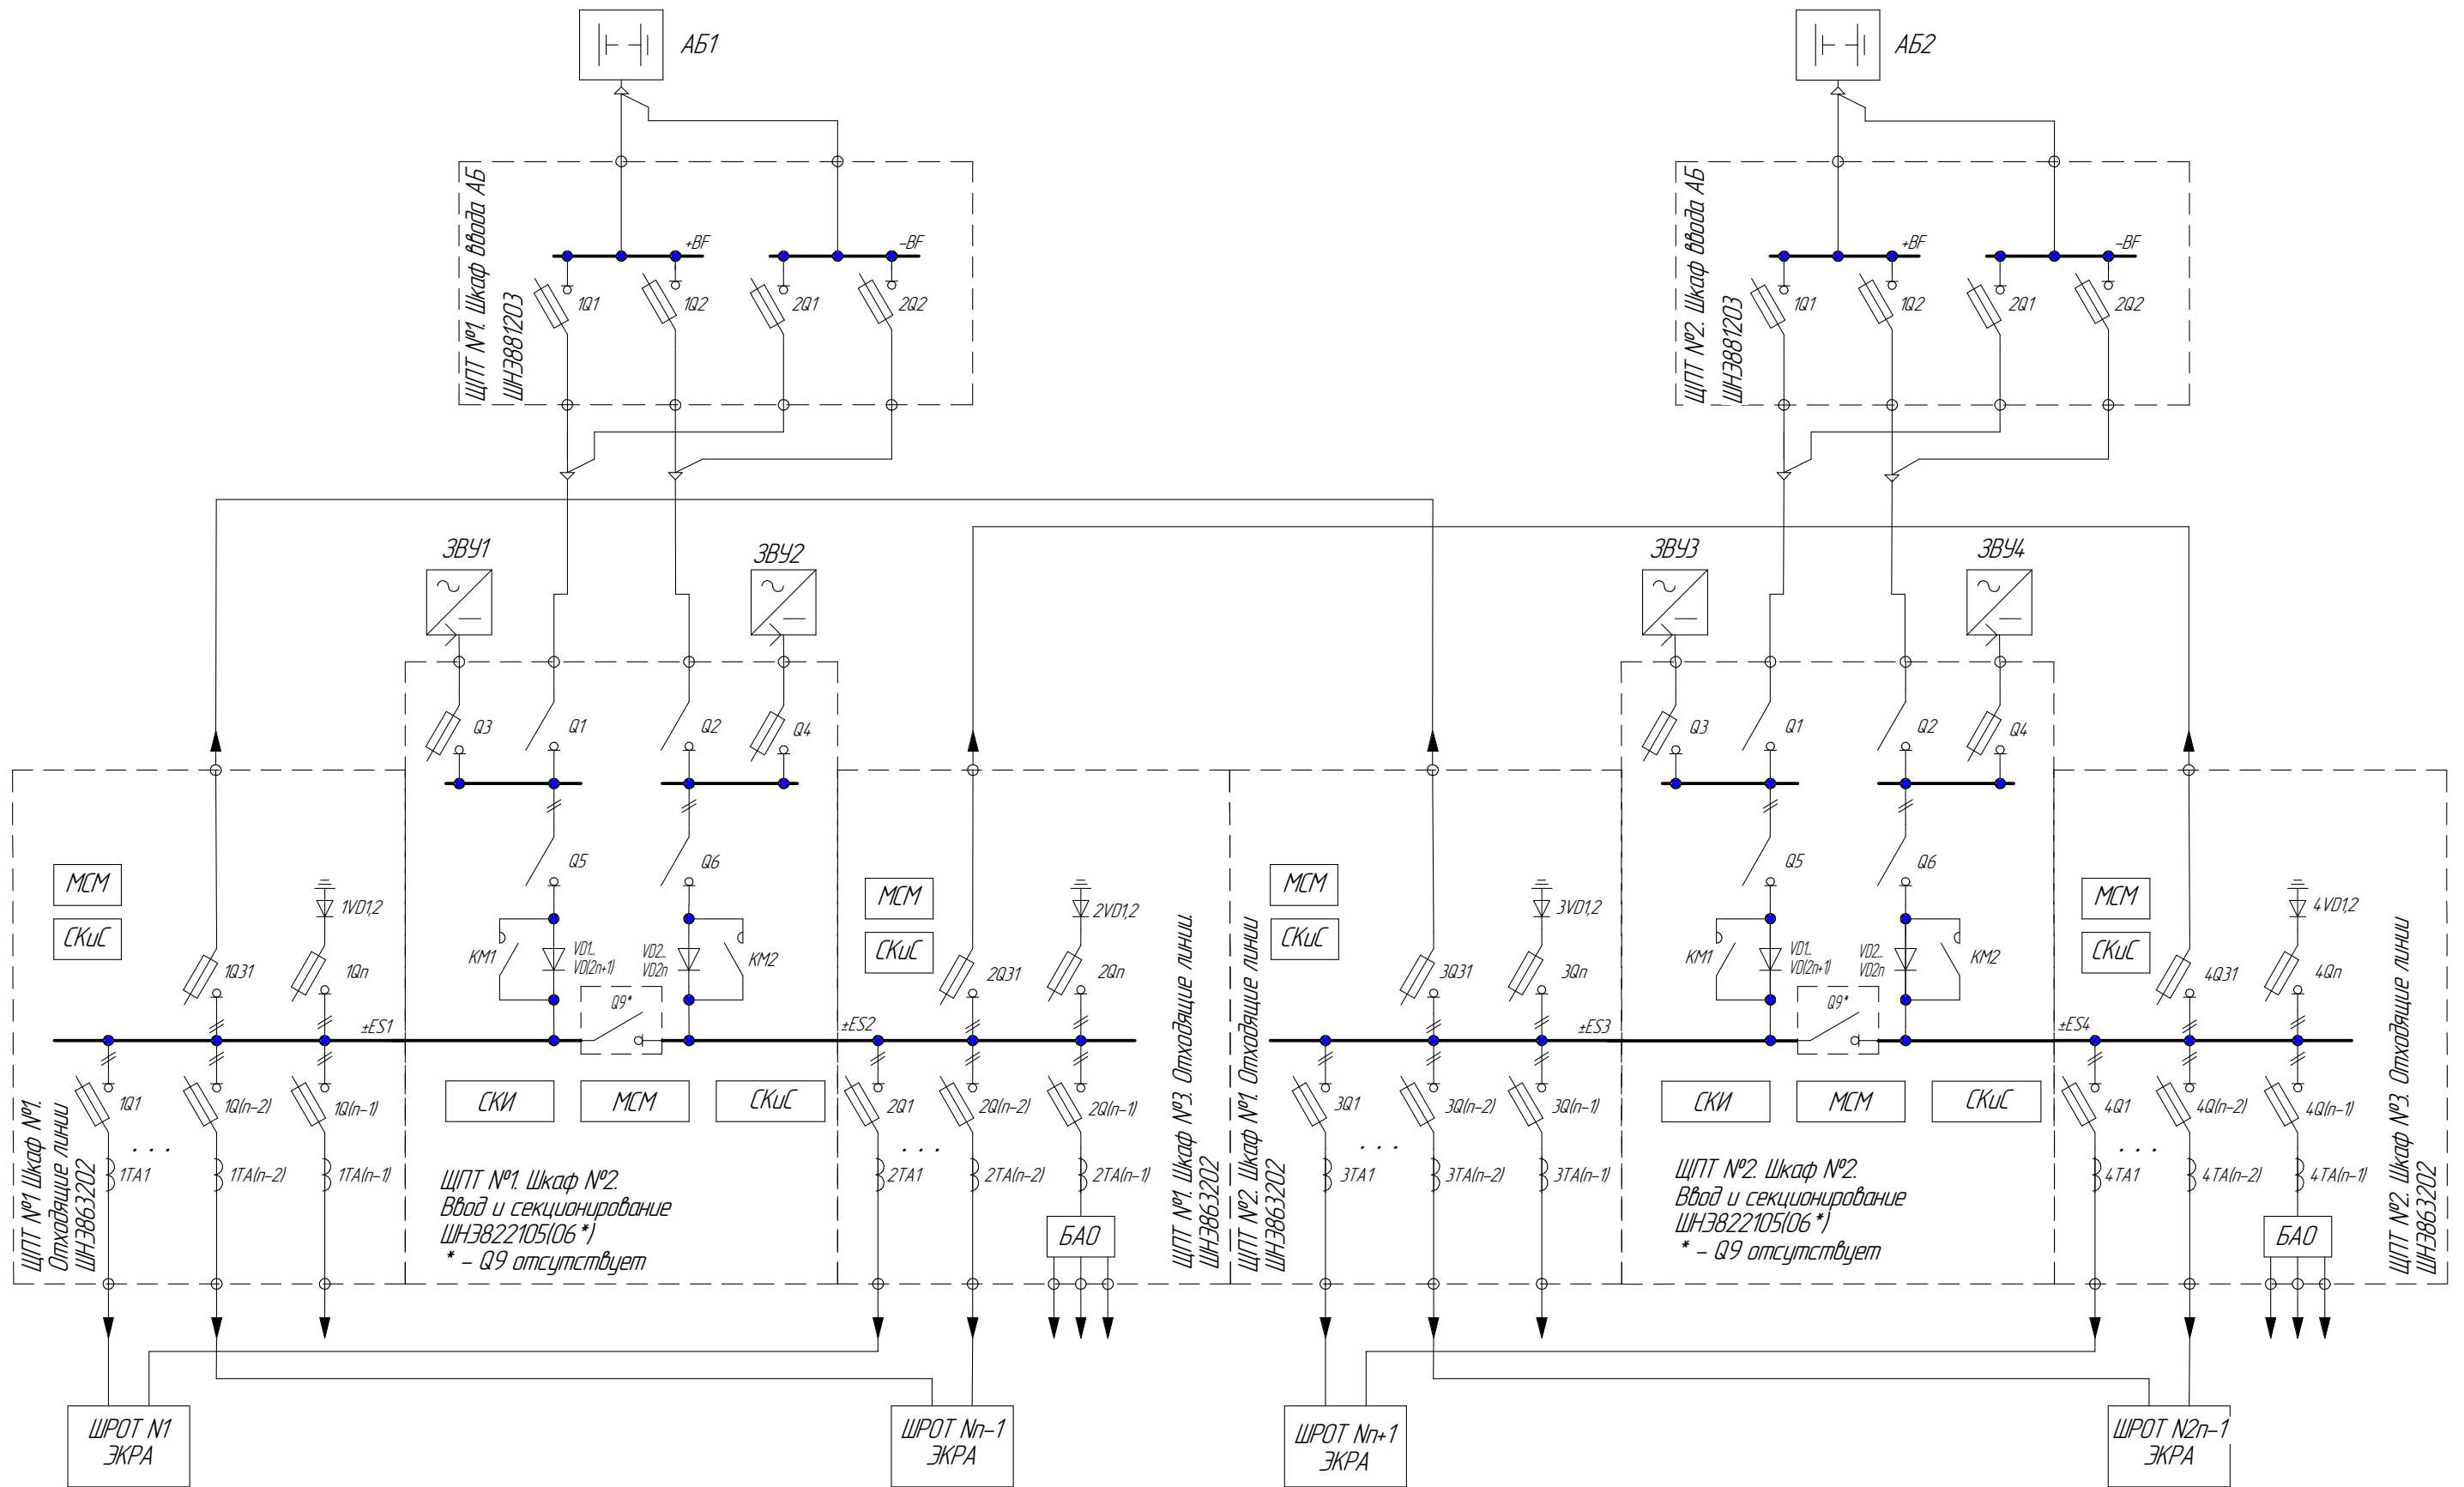 АБ1
АБ2
ЩПТ №1. Шкаф ввода АБ
ШНЭ881203
+BF
-BF
1Q1
1Q2
2Q1
2Q2
ЩПТ №2. Шкаф ввода АБ
ШНЭ881203
+BF
-BF
1Q1
1Q2
2Q1
2Q2
ЗВУ1
ЗВУ2
ЗВУ3
ЗВУ4
Q3
Q1
Q2
Q4
Q3
Q1
Q2
Q4
Q5
Q6
Q5
Q6
МСМ
СКиС
1VD1,2
1Q31
1Qn
KM1
VD1...
VD(2n+1)
VD2...
VD2n
KM2
Q9*
МСМ
СКиС
2VD1,2
2Q31
2Qn
МСМ
СКиС
3VD1,2
3Q31
3Qn
KM1
VD1...
VD(2n+1)
VD2...
VD2n
KM2
Q9*
МСМ
СКиС
4VD1,2
4Q31
4Qn
±ES1
±ES2
±ES3
±ES4
1Q1
1Q(n-2)
1Q(n-1)
СКИ
МСМ
СКиС
2Q1
2Q(n-2)
2Q(n-1)
3Q1
3Q(n-2)
3Q(n-1)
СКИ
МСМ
СКиС
4Q1
4Q(n-2)
4Q(n-1)
. . .
. . .
. . .
. . .
1TA1
1TA(n-2)
1TA(n-1)
2TA1
2TA(n-2)
2TA(n-1)
3TA1
3TA(n-2)
3TA(n-1)
4TA1
4TA(n-2)
4TA(n-1)
ЩПТ №1 Шкаф №1.
Отходящие линии
ШНЭ863202
ЩПТ №1. Шкаф №2.
Ввод и секционирование
ШНЭ822105(06*)
* - Q9 отсутствует
ЩПТ №1. Шкаф №3. Отходящие линии.
ШНЭ863202
ЩПТ №2. Шкаф №1. Отходящие линии
ШНЭ863202
ЩПТ №2. Шкаф №2.
Ввод и секционирование
ШНЭ822105(06*)
* - Q9 отсутствует
ЩПТ №2. Шкаф №3. Отходящие линии
ШНЭ863202
БАО
БАО
ШРОТ N1
ЭКРА
ШРОТ Nn-1
ЭКРА
ШРОТ Nn+1
ЭКРА
ШРОТ N2n-1
ЭКРА